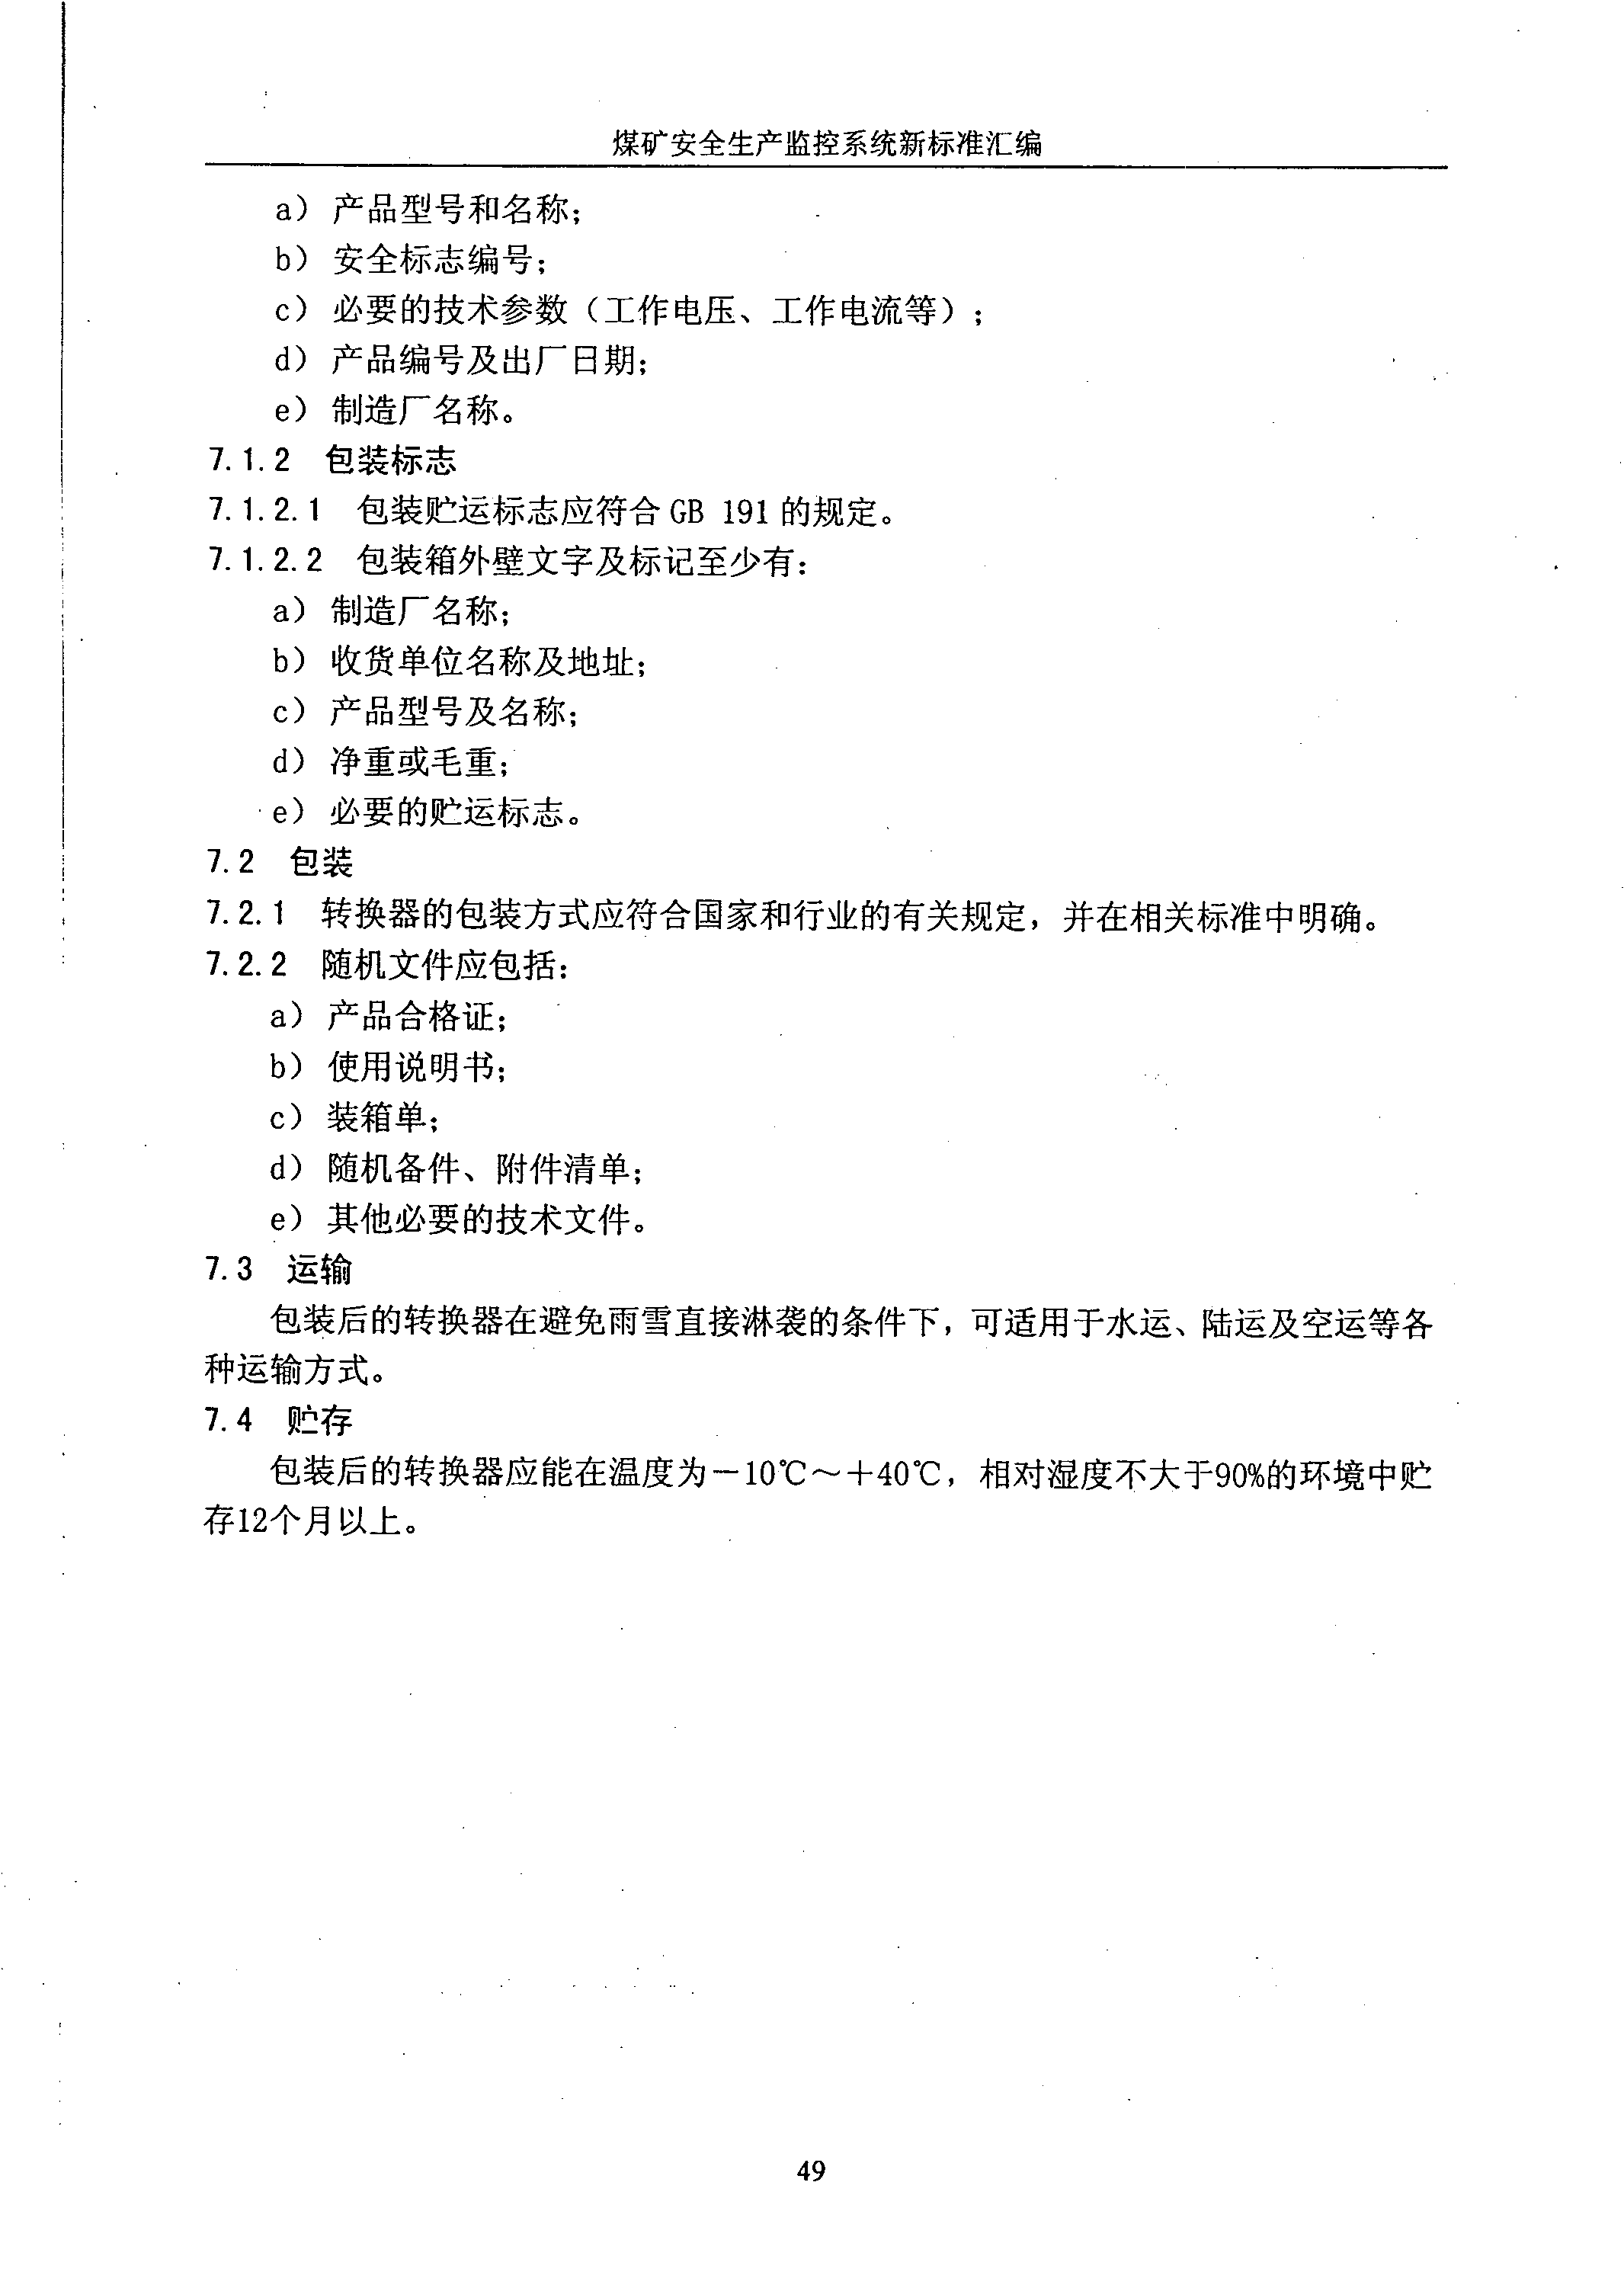 煤矿安全生产监控系统新标准汇编
a） 产品型号和名称；
b） 安全标志编号；
c） 必要的技术参数（工作电压、工作电流等）；
d） 产品编号及出厂日期；
e） 制造厂名称。
7.1.2 包装标志
7.1.2.1 包装贮运标志应符合 GB 191 的规定。
7.1.2.2 包装箱外壁文字及标记至少有：
a） 制造厂名称；
b） 收货单位名称及地址；
c） 产品型号及名称；
d） 净重或毛重；
e） 必要的贮运标志。
7.2 包装
7.2.1 转换器的包装方式应符合国家和行业的有关规定，并在相关标准中明确。
7.2.2 随机文件应包括：
a） 产品合格证；
b） 使用说明书；
c） 装箱单；
d） 随机备件、附件清单；
e） 其他必要的技术文件。
7.3 运输
包装后的转换器在避免雨雪直接淋袭的条件下，可适用于水运、陆运及空运等各
种运输方式。
7.4 贮存
包装后的转换器应能在温度为－10℃～＋40℃，相对湿度不大于90%的环境中贮
存12个月以上。
49